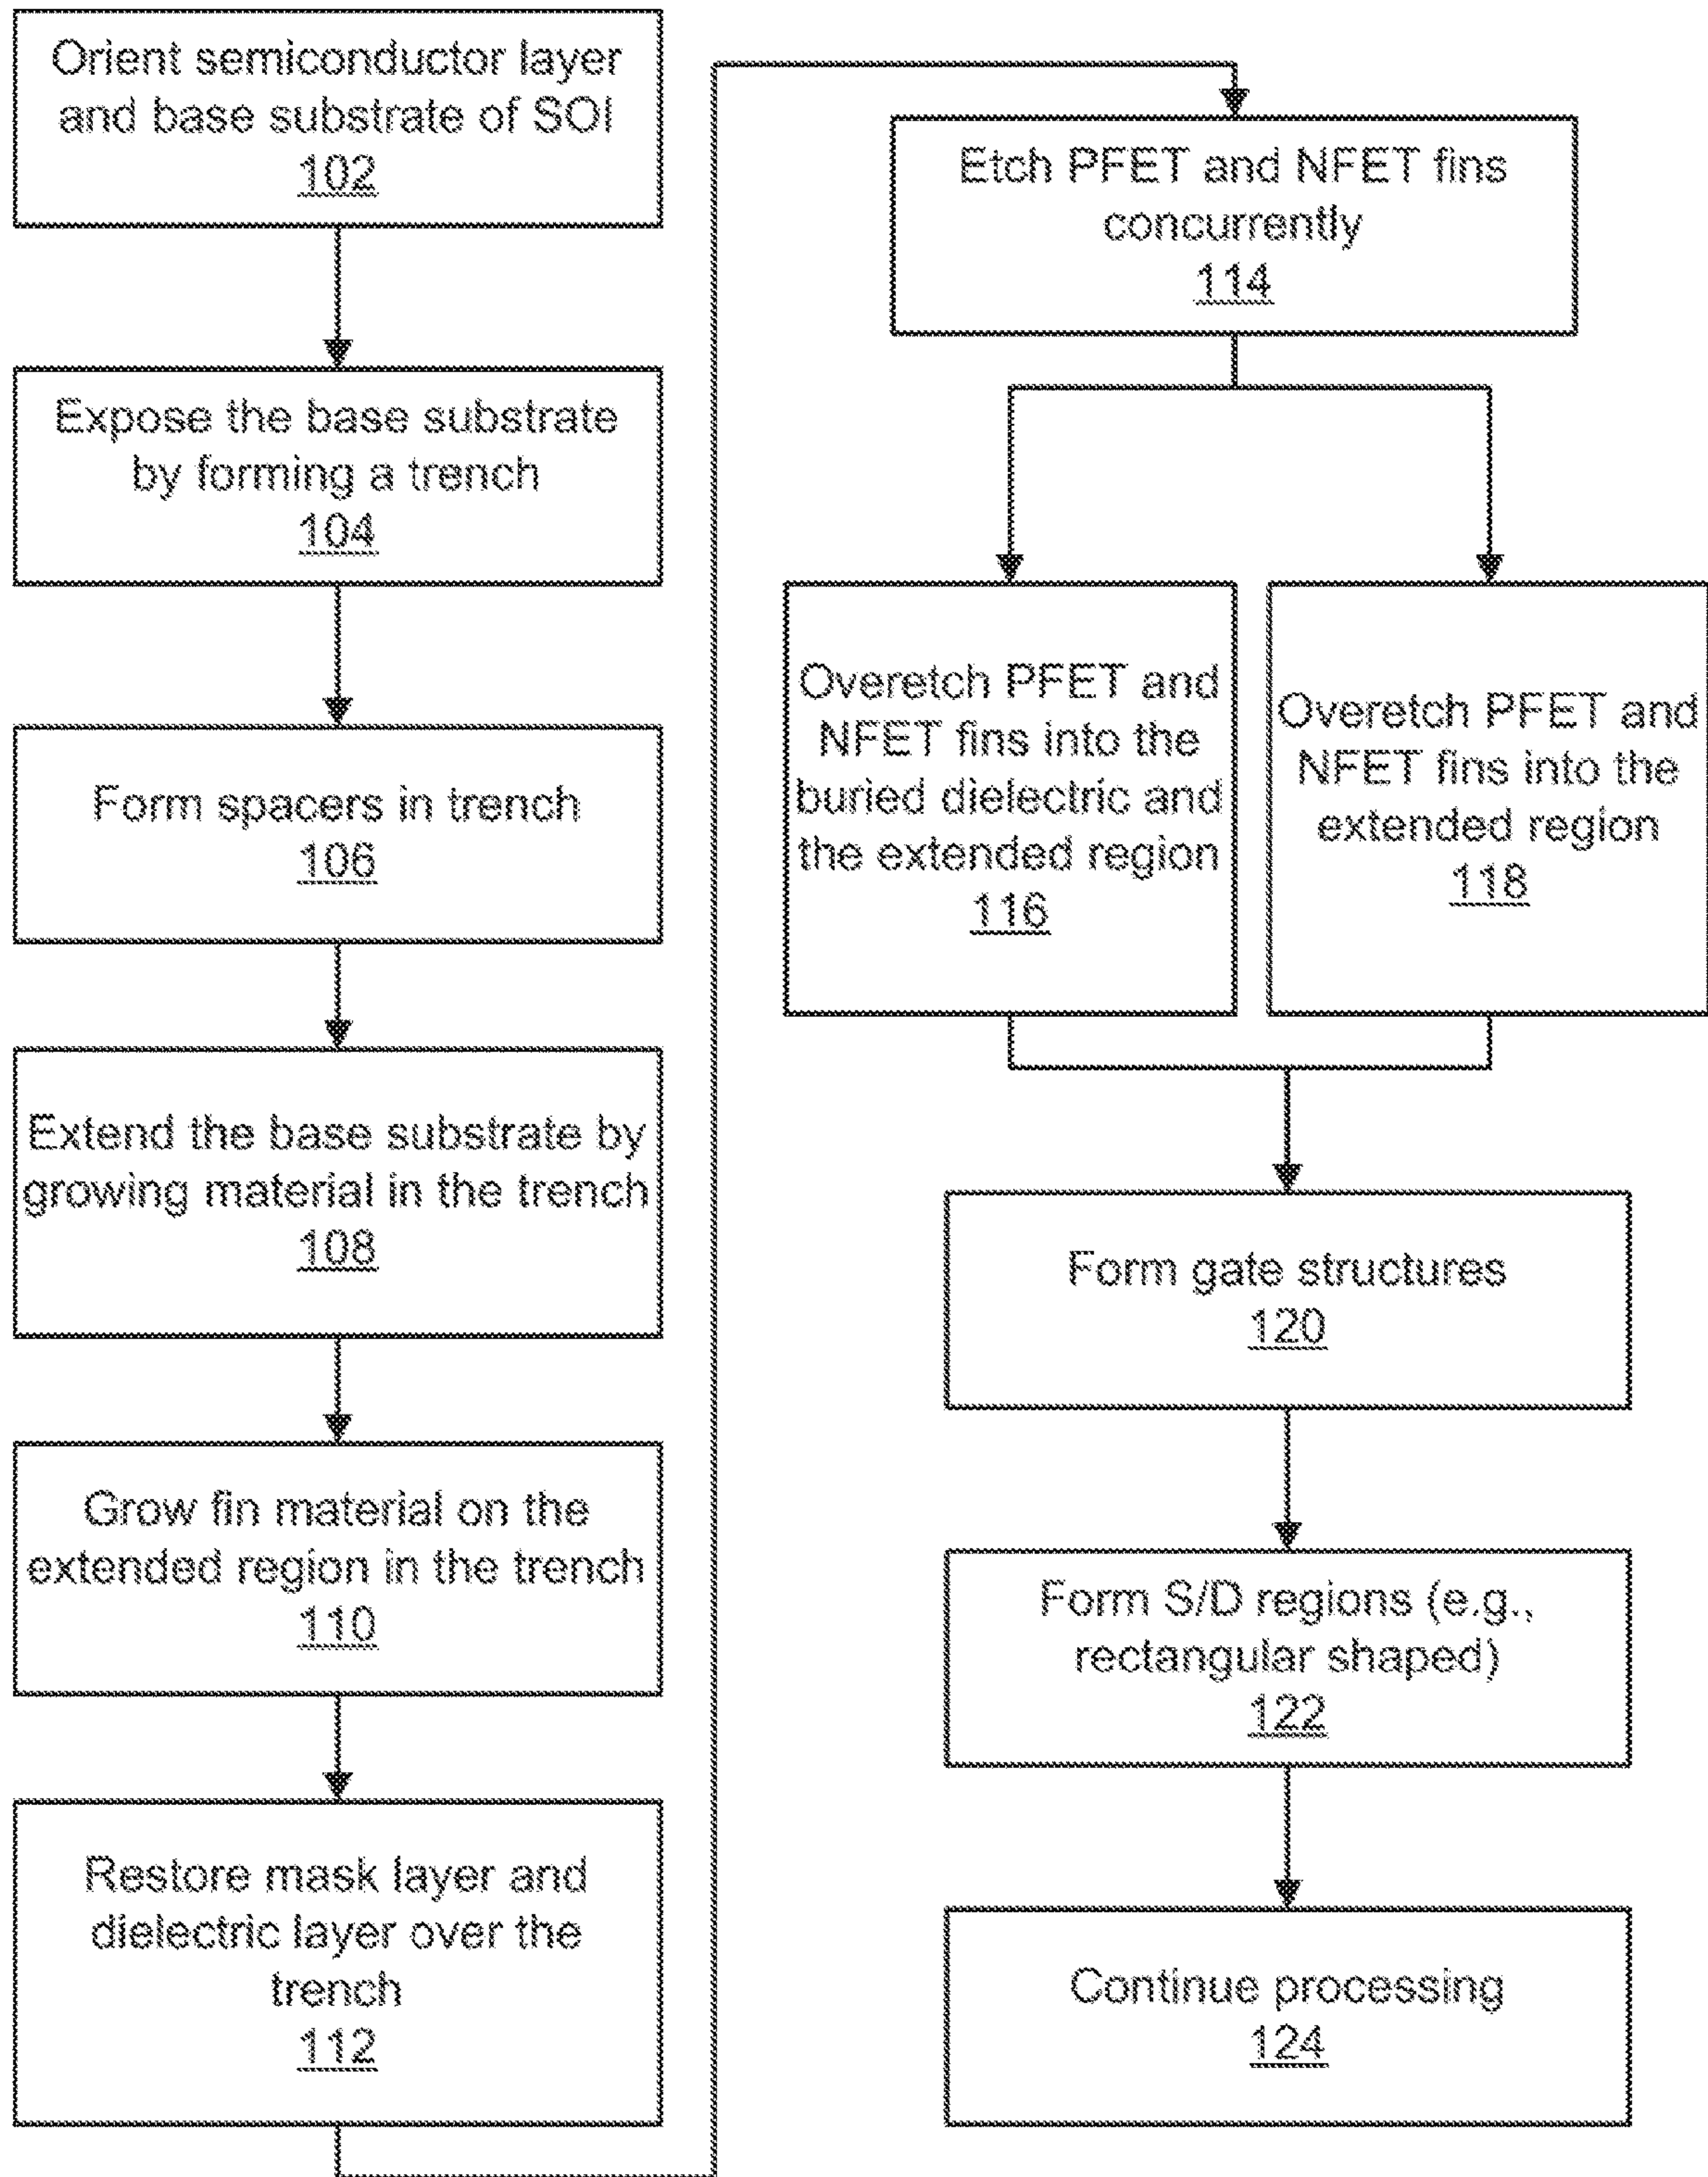 Orient semiconductor layer
and base substrate of SOI
102
Expose the base substrate
by forming a trench
104
Form spacers in trench
106
Extend the base substrate by
growing material in the trench
108
Grow fin material on the
extended region in the trench
110
Restore mask layer and
dielectric layer over the
trench
112
Etch PFET and NFET fins
concurrently
114
Overetch PFET and
NFET fins into the
buried dielectric and
the extended region
116
Overetch PFET and
NFET fins into the
extended region
118
Form gate structures
120
Form S/D regions (e.g.,
rectangular shaped)
122
Continue processing
124